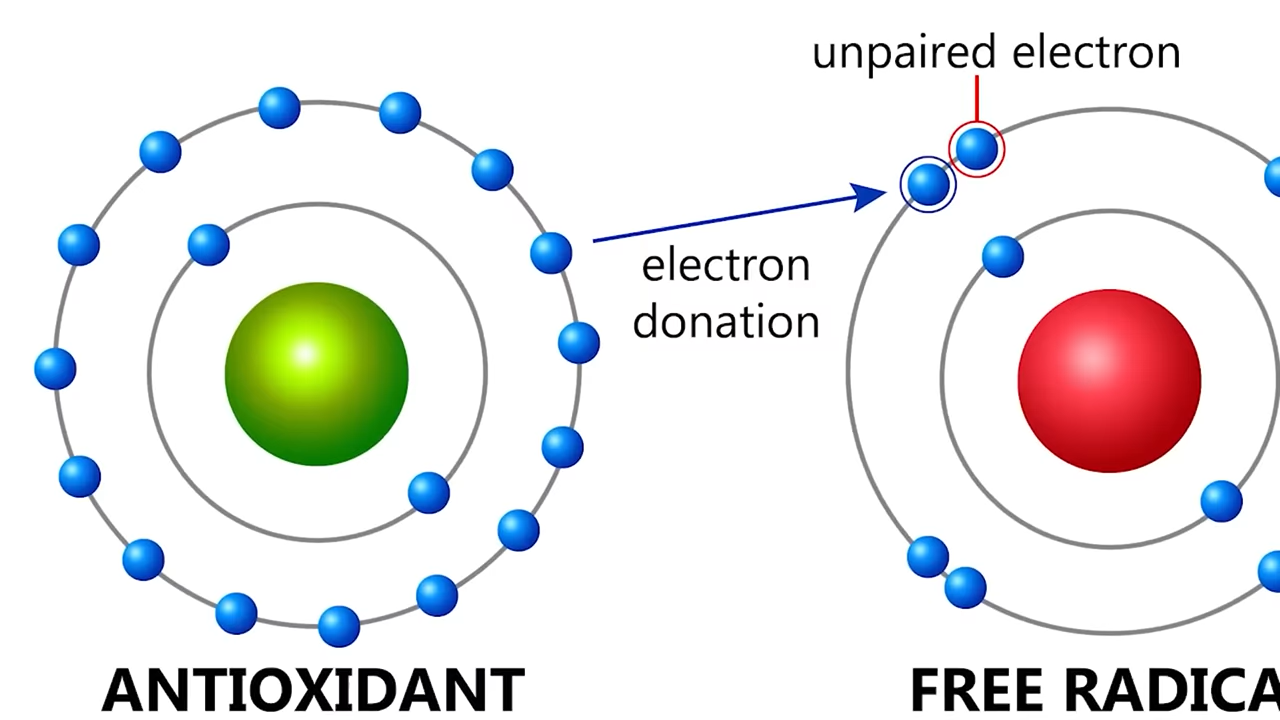 unpaired electron
electron
donation
ANTIOXIDANT
FREE RADICA